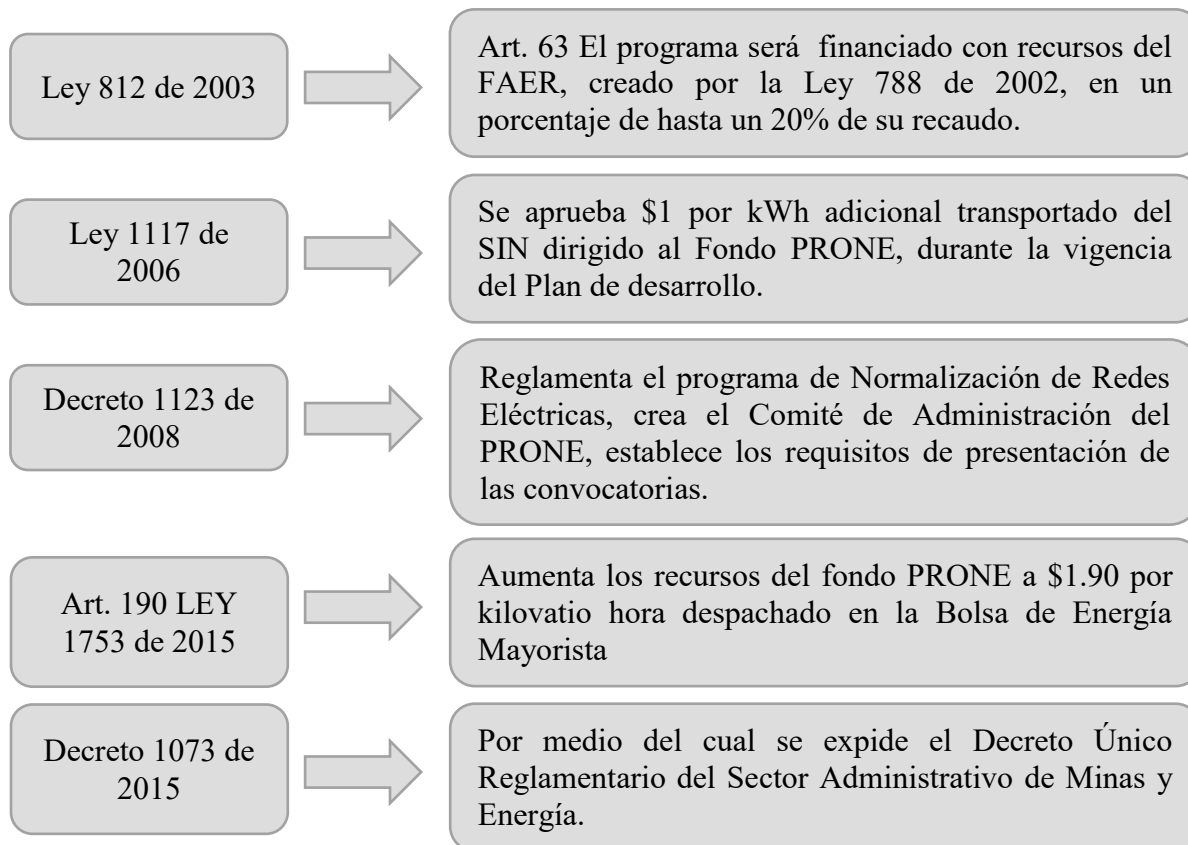 Ley 812 de 2003
Art. 63 El programa será financiado con recursos del
FAER, creado por la Ley 788 de 2002, en un
porcentaje de hasta un 20% de su recaudo.
Ley 1117 de
2006
Se aprueba $1 por kWh adicional transportado del
SIN dirigido al Fondo PRONE, durante la vigencia
del Plan de desarrollo.
Decreto 1123 de
2008
Reglamenta el programa de Normalización de Redes
Eléctricas, crea el Comité de Administración del
PRONE, establece los requisitos de presentación de
las convocatorias.
Art. 190 LEY
1753 de 2015
Aumenta los recursos del fondo PRONE a $1.90 por
kilovatio hora despachado en la Bolsa de Energía
Mayorista
Decreto 1073 de
2015
Por medio del cual se expide el Decreto Único
Reglamentario del Sector Administrativo de Minas y
Energía.